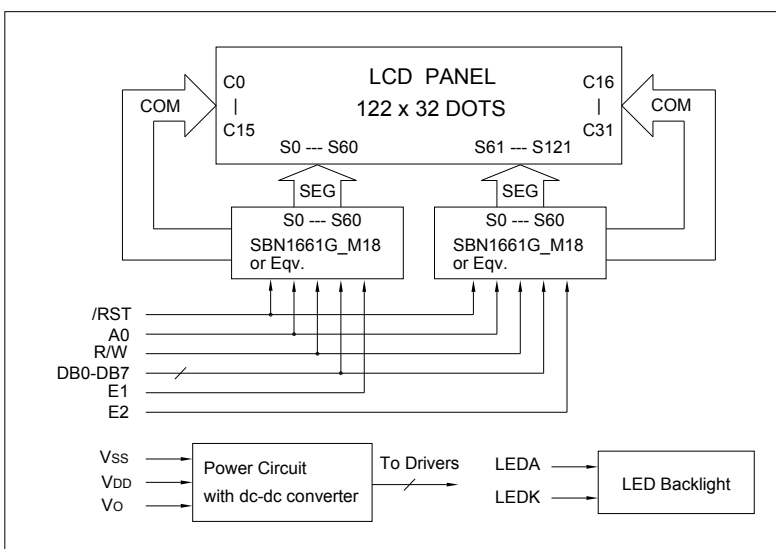 LCD PANEL
122 x 32 DOTS
C0
|
C15
C16
|
C31
COM
COM
S0 --- S60
S61 --- S121
SEG
SEG
S0 --- S60
SBN1661G_M18
or Eqv.
S0 --- S60
SBN1661G_M18
or Eqv.
/RST
A0
R/W
DB0-DB7
E1
E2
VSS
VDD
VO
Power Circuit
with dc-dc converter
To Drivers
LEDA
LEDK
LED Backlight